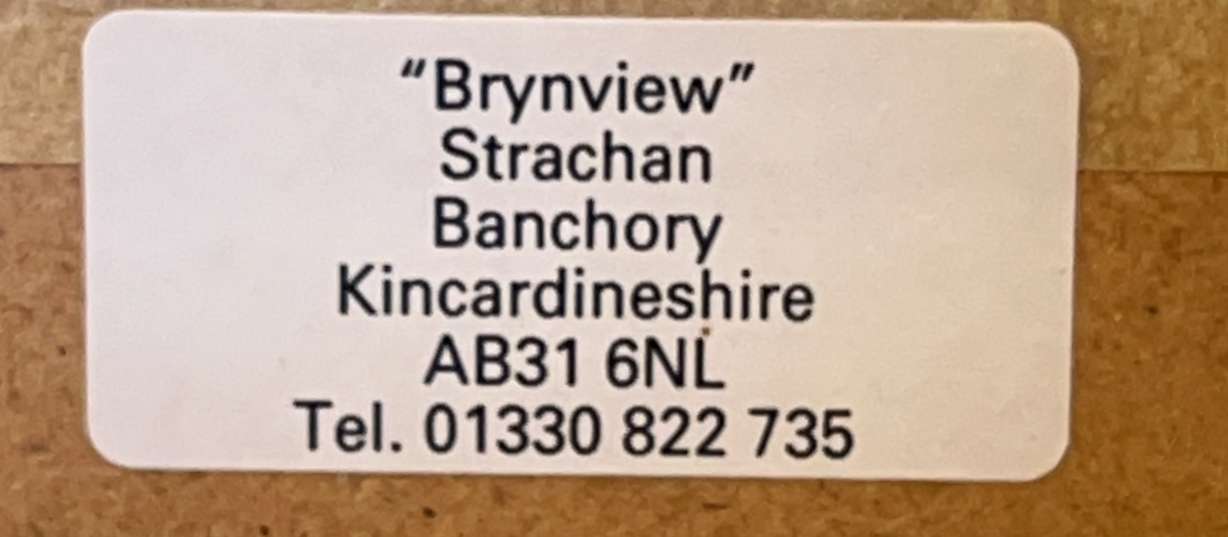 “Brynview”
Strachan
Banchory
Kincardineshire
AB31 6NL
Tel. 01330 822 735